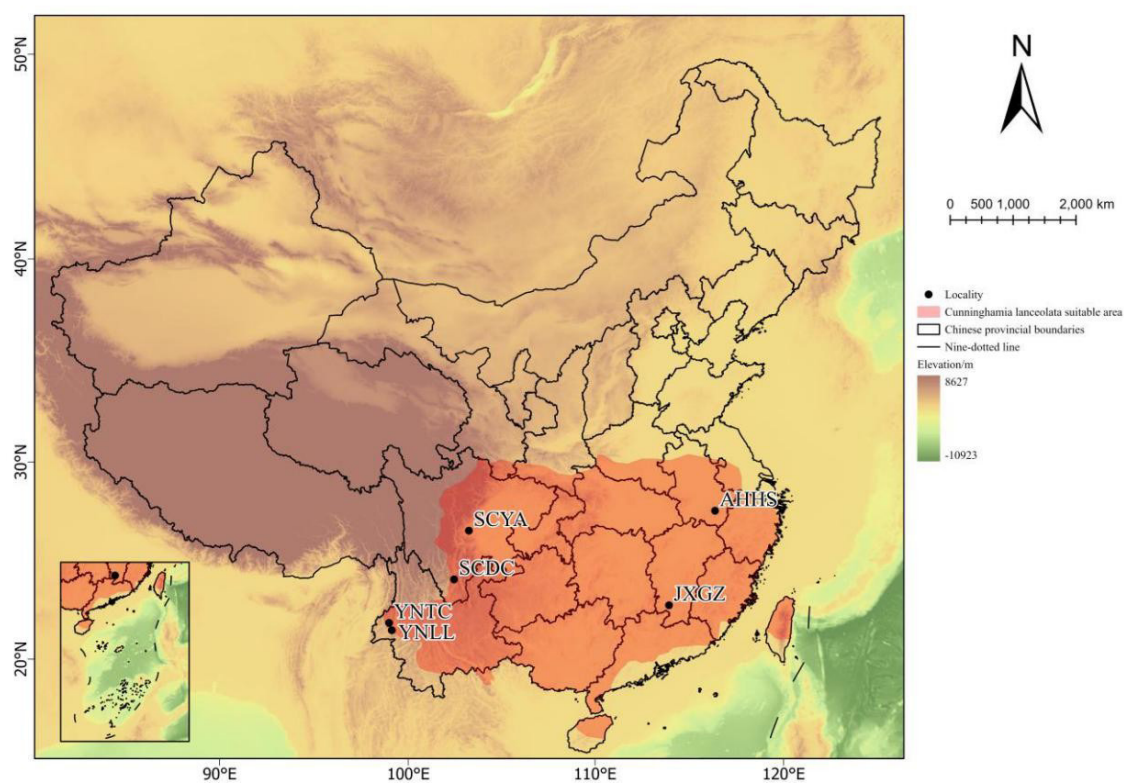 50°N
40°N
30°N
20°N
90°E
100°E
110°E
120°E
SCYA
SCDC
YNTC
YNLL
AHHS
JXGZ
N
0 500 1,000 2,000 km
Locality
Cunninghamia lanceolata suitable area
Chinese provincial boundaries
Nine-dotted line
Elevation/m
8627
-10923